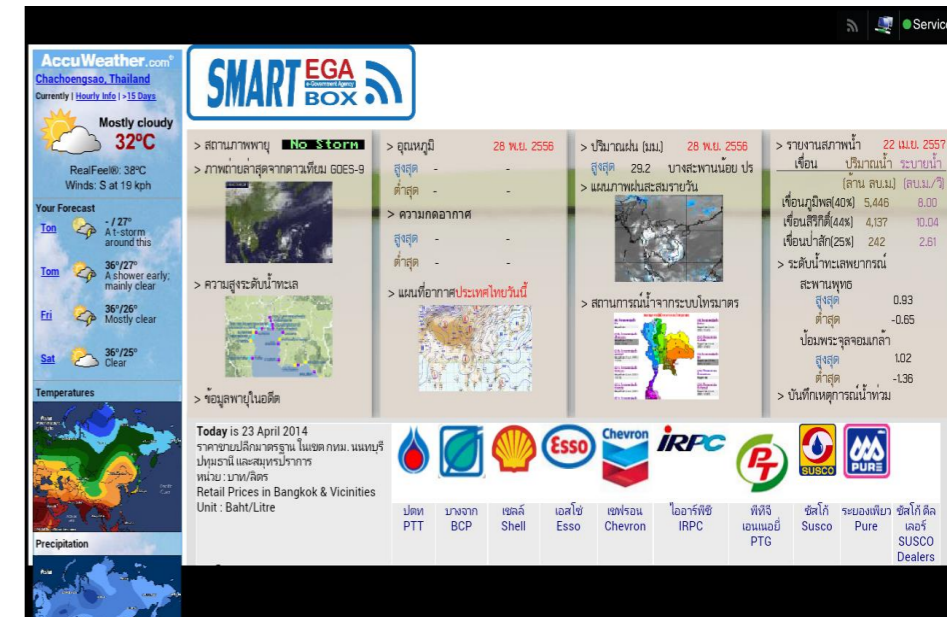 Servic
AccuWeather.com®
Chachoengsao, Thailand
Currently | Hourly Info | >15 Days
Mostly cloudy
32°C
RealFeel®: 38°C
Winds: S at 19 kph
Your Forecast
Ton
- / 27°
A t-storm
around this
Tom
36°/27°
A shower early;
mainly clear
Fri
36°/26°
Mostly clear
Sat
36°/25°
Clear
Temperatures
Precipitation
SMART EGA
e-Government Agency
BOX
> สถานภาพพายุ No Storm
> ภาพถ่ายล่าสุดจากดาวเทียม GOES-9
> ความสูงระดับน้ำทะเล
> ข้อมูลพายุในอดีต
> อุณหภูมิ 28 พ.ย. 2556
สูงสุด - -
ต่ำสุด - -
> ความกดอากาศ
สูงสุด - -
ต่ำสุด - -
> แผนที่อากาศประเทศไทยวันนี้
> ปริมาณฝน (มม.) 28 พ.ย. 2556
สูงสุด 29.2 บางสะพานน้อย ปร
> แผนภาพฝนสะสมรายวัน
> สถานการณ์น้ำจากระบบโทรมาตร
> รายงานสภาพน้ำ 22 เม.ย. 2557
เขื่อน ปริมาณน้ำ ระบายน้ำ
(ล้าน ลบ.ม.) (ลบ.ม./วิ)
เขื่อนภูมิพล(40%) 5,446 8.00
เขื่อนสิริกิติ์(44%) 4,137 10.04
เขื่อนป่าสัก(25%) 242 2.61
> ระดับน้ำทะเลพยากรณ์
สะพานพุทธ
สูงสุด 0.93
ต่ำสุด -0.65
ป้อมพระจุลจอมเกล้า
สูงสุด 1.02
ต่ำสุด -1.36
> บันทึกเหตุการณ์น้ำท่วม
Today is 23 April 2014
ราคาขายปลีกมาตรฐาน ในเขต กทม. นนทบุรี
ปทุมธานี และสมุทรปราการ
หน่วย : บาท/ลิตร
Retail Prices in Bangkok & Vicinities
Unit : Baht/Litre
Esso
Chevron
IRPC
PT
SUSCO
PURE
ปตท
PTT
บางจาก
BCP
เชลล์
Shell
เอสโซ่
Esso
เชฟรอน
Chevron
ไออาร์พีซี
IRPC
พีทีจี
เอนเนอยี่
PTG
ซัสโก้
Susco
ระยองเพียว
Pure
ซัสโก้ ดีล
เลอร์
SUSCO
Dealers